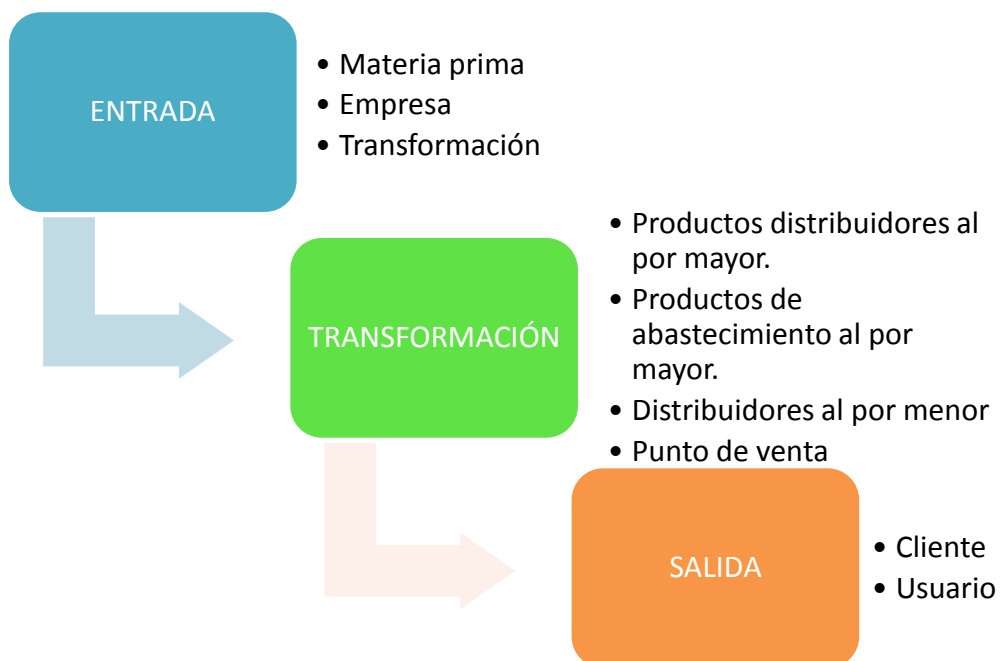 ENTRADA
• Materia prima
• Empresa
• Transformación
TRANSFORMACIÓN
• Productos distribuidores al
por mayor.
• Productos de
abastecimiento al por
mayor.
• Distribuidores al por menor
• Punto de venta
SALIDA
• Cliente
• Usuario